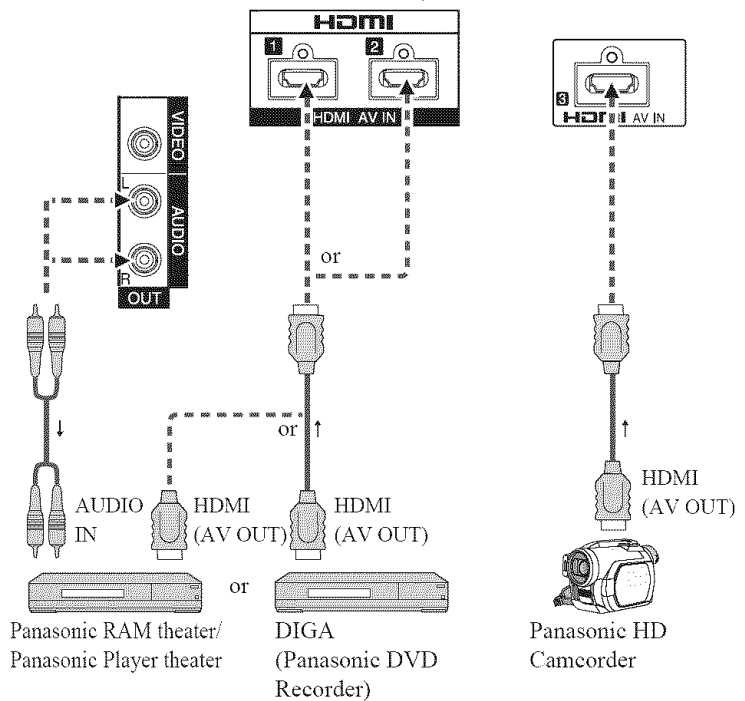 HDMI
1
2
HDMI AV IN
3
HDMI AV IN
VIDEO
L
AUDIO
R
OUT
or
or
AUDIO
IN
HDMI
(AV OUT)
HDMI
(AV OUT)
HDMI
(AV OUT)
or
Panasonic RAM theater/
Panasonic Player theater
DIGA
(Panasonic DVD
Recorder)
Panasonic HD
Camcorder